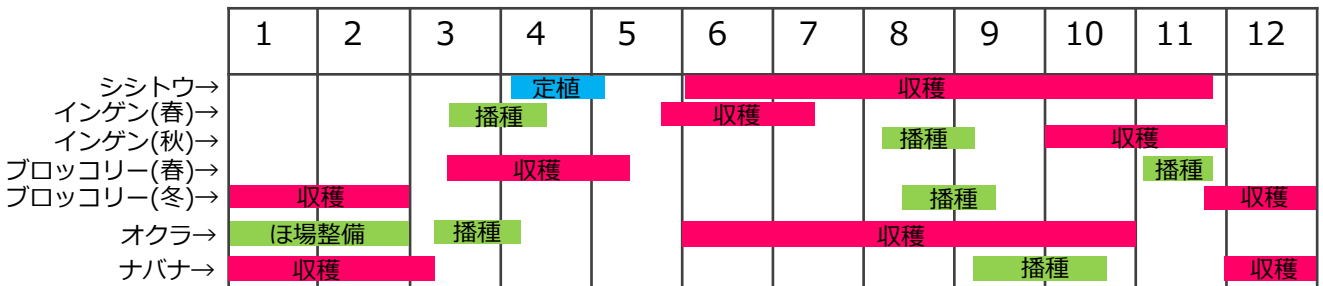 1 2 3 4 5 6 7 8 9 10 11 12
シシトウ→ 定植 収穫
インゲン(春)→ 播種 収穫
インゲン(秋)→ 播種 収穫
ブロッコリー(春)→ 収穫 播種
ブロッコリー(冬)→ 収穫 播種 収穫
オクラ→ ほ場整備 播種 収穫
ナバナ→ 収穫 播種 収穫